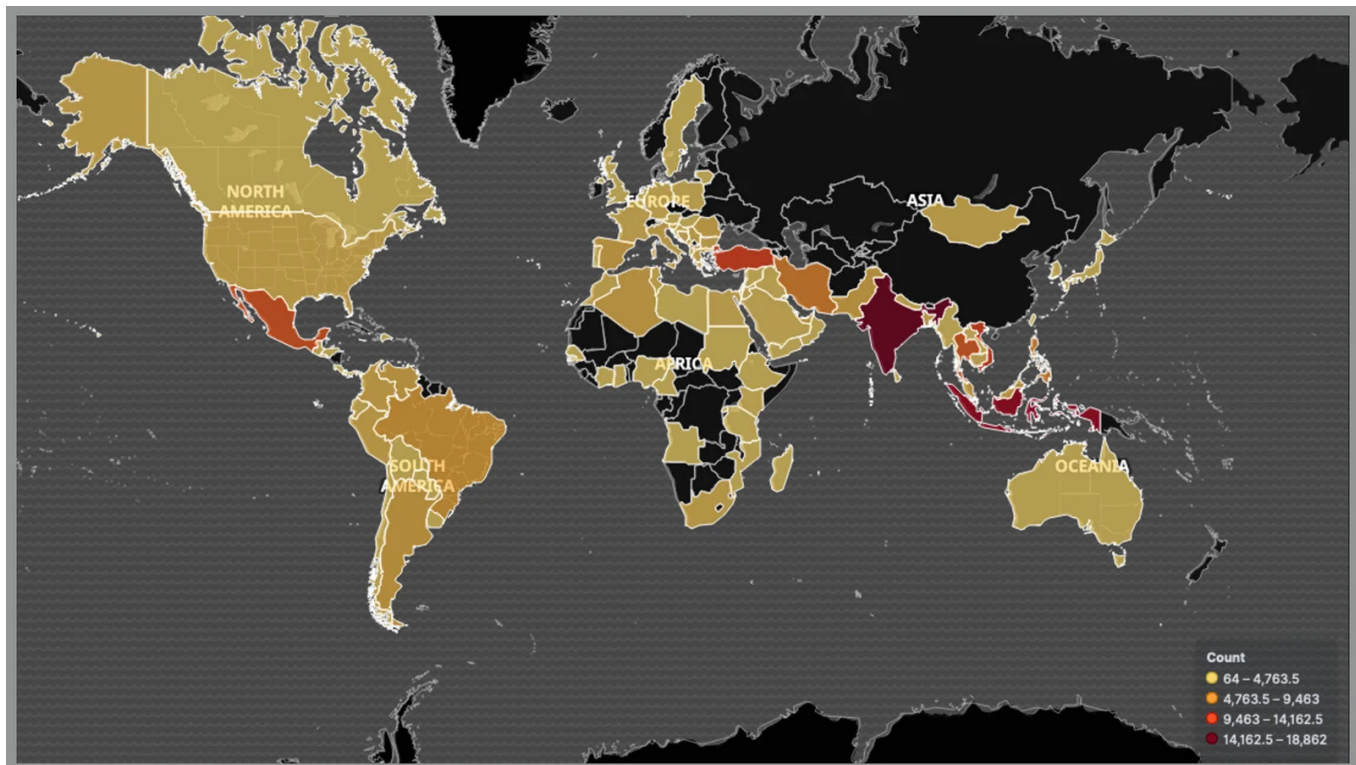 NORTH
AMERICA
EUROPE
ASIA
AFRICA
SOUTH
AMERICA
OCEANIA
Count
64 – 4,763.5
4,763.5 – 9,463
9,463 – 14,162.5
14,162.5 – 18,862